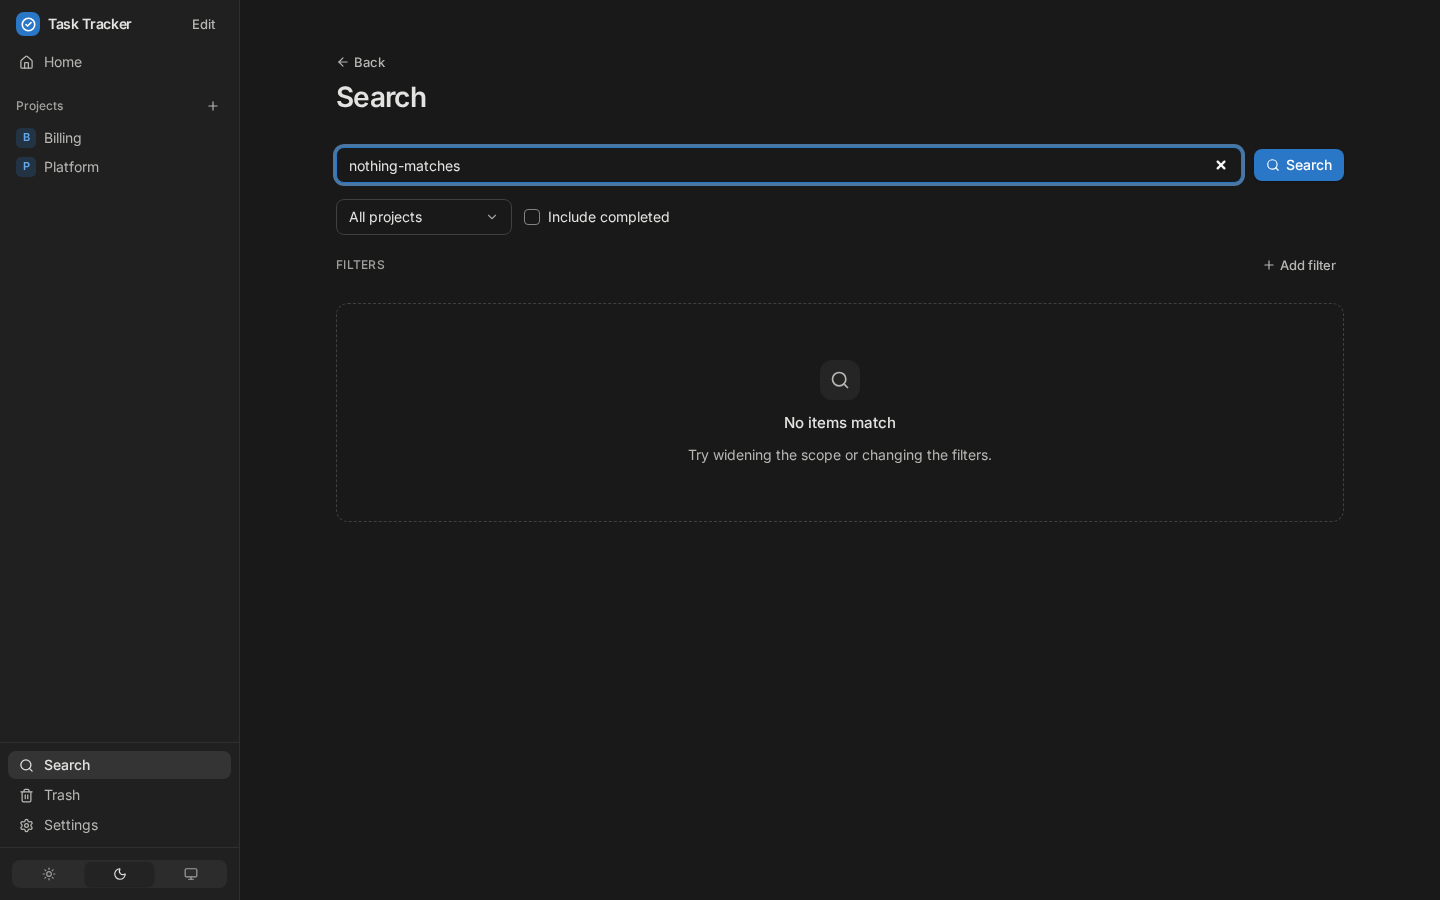 Task Tracker
Edit
Home
Projects
B
Billing
P
Platform
Search
Trash
Settings
Back
Search
nothing-matches
Search
All projects
Include completed
FILTERS
Add filter
No items match
Try widening the scope or changing the filters.